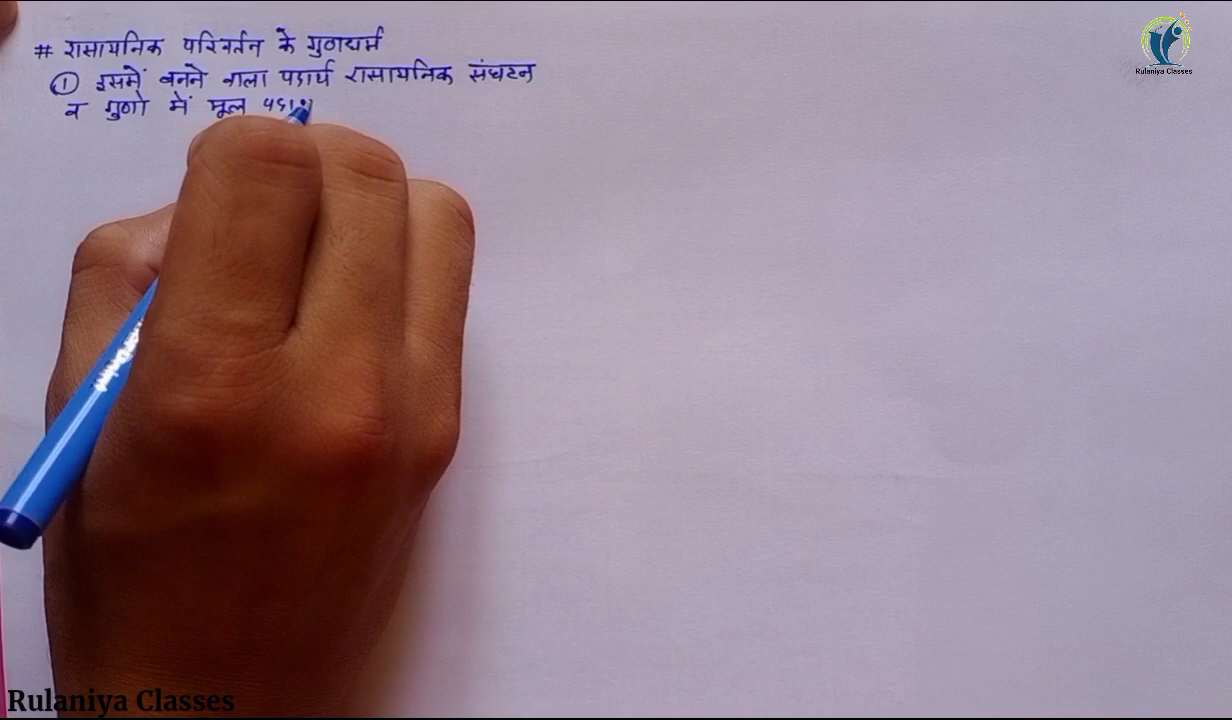 # रासायनिक परिवर्तन के गुणधर्म
① इसमें बनने वाला पदार्थ रासायनिक संघटन
व गुणो में मूल
Rulaniya Classes
Rulaniya Classes